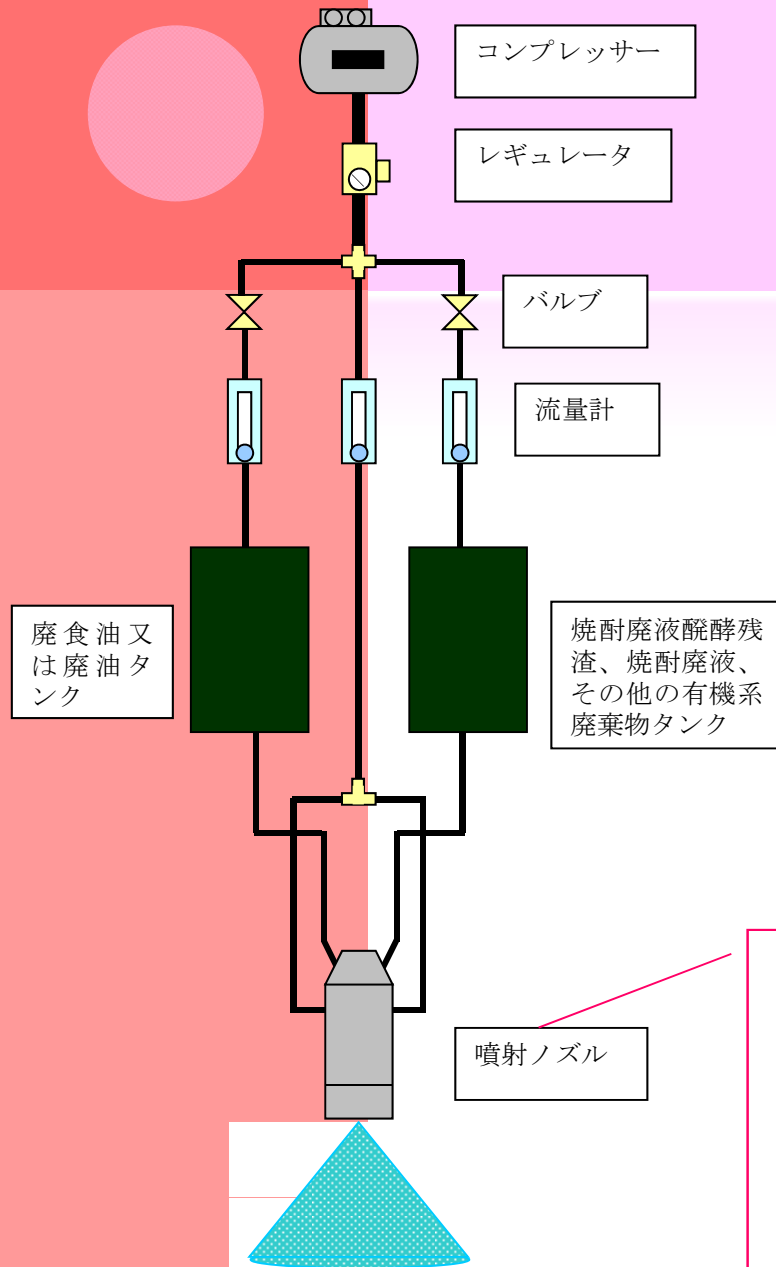 コンプレッサー
レギュレータ
バルブ
流量計
廃食油又
は廃油タ
ンク
焼酎廃液醗酵残
渣、焼酎廃液、
その他の有機系
廃棄物タンク
噴射ノズル